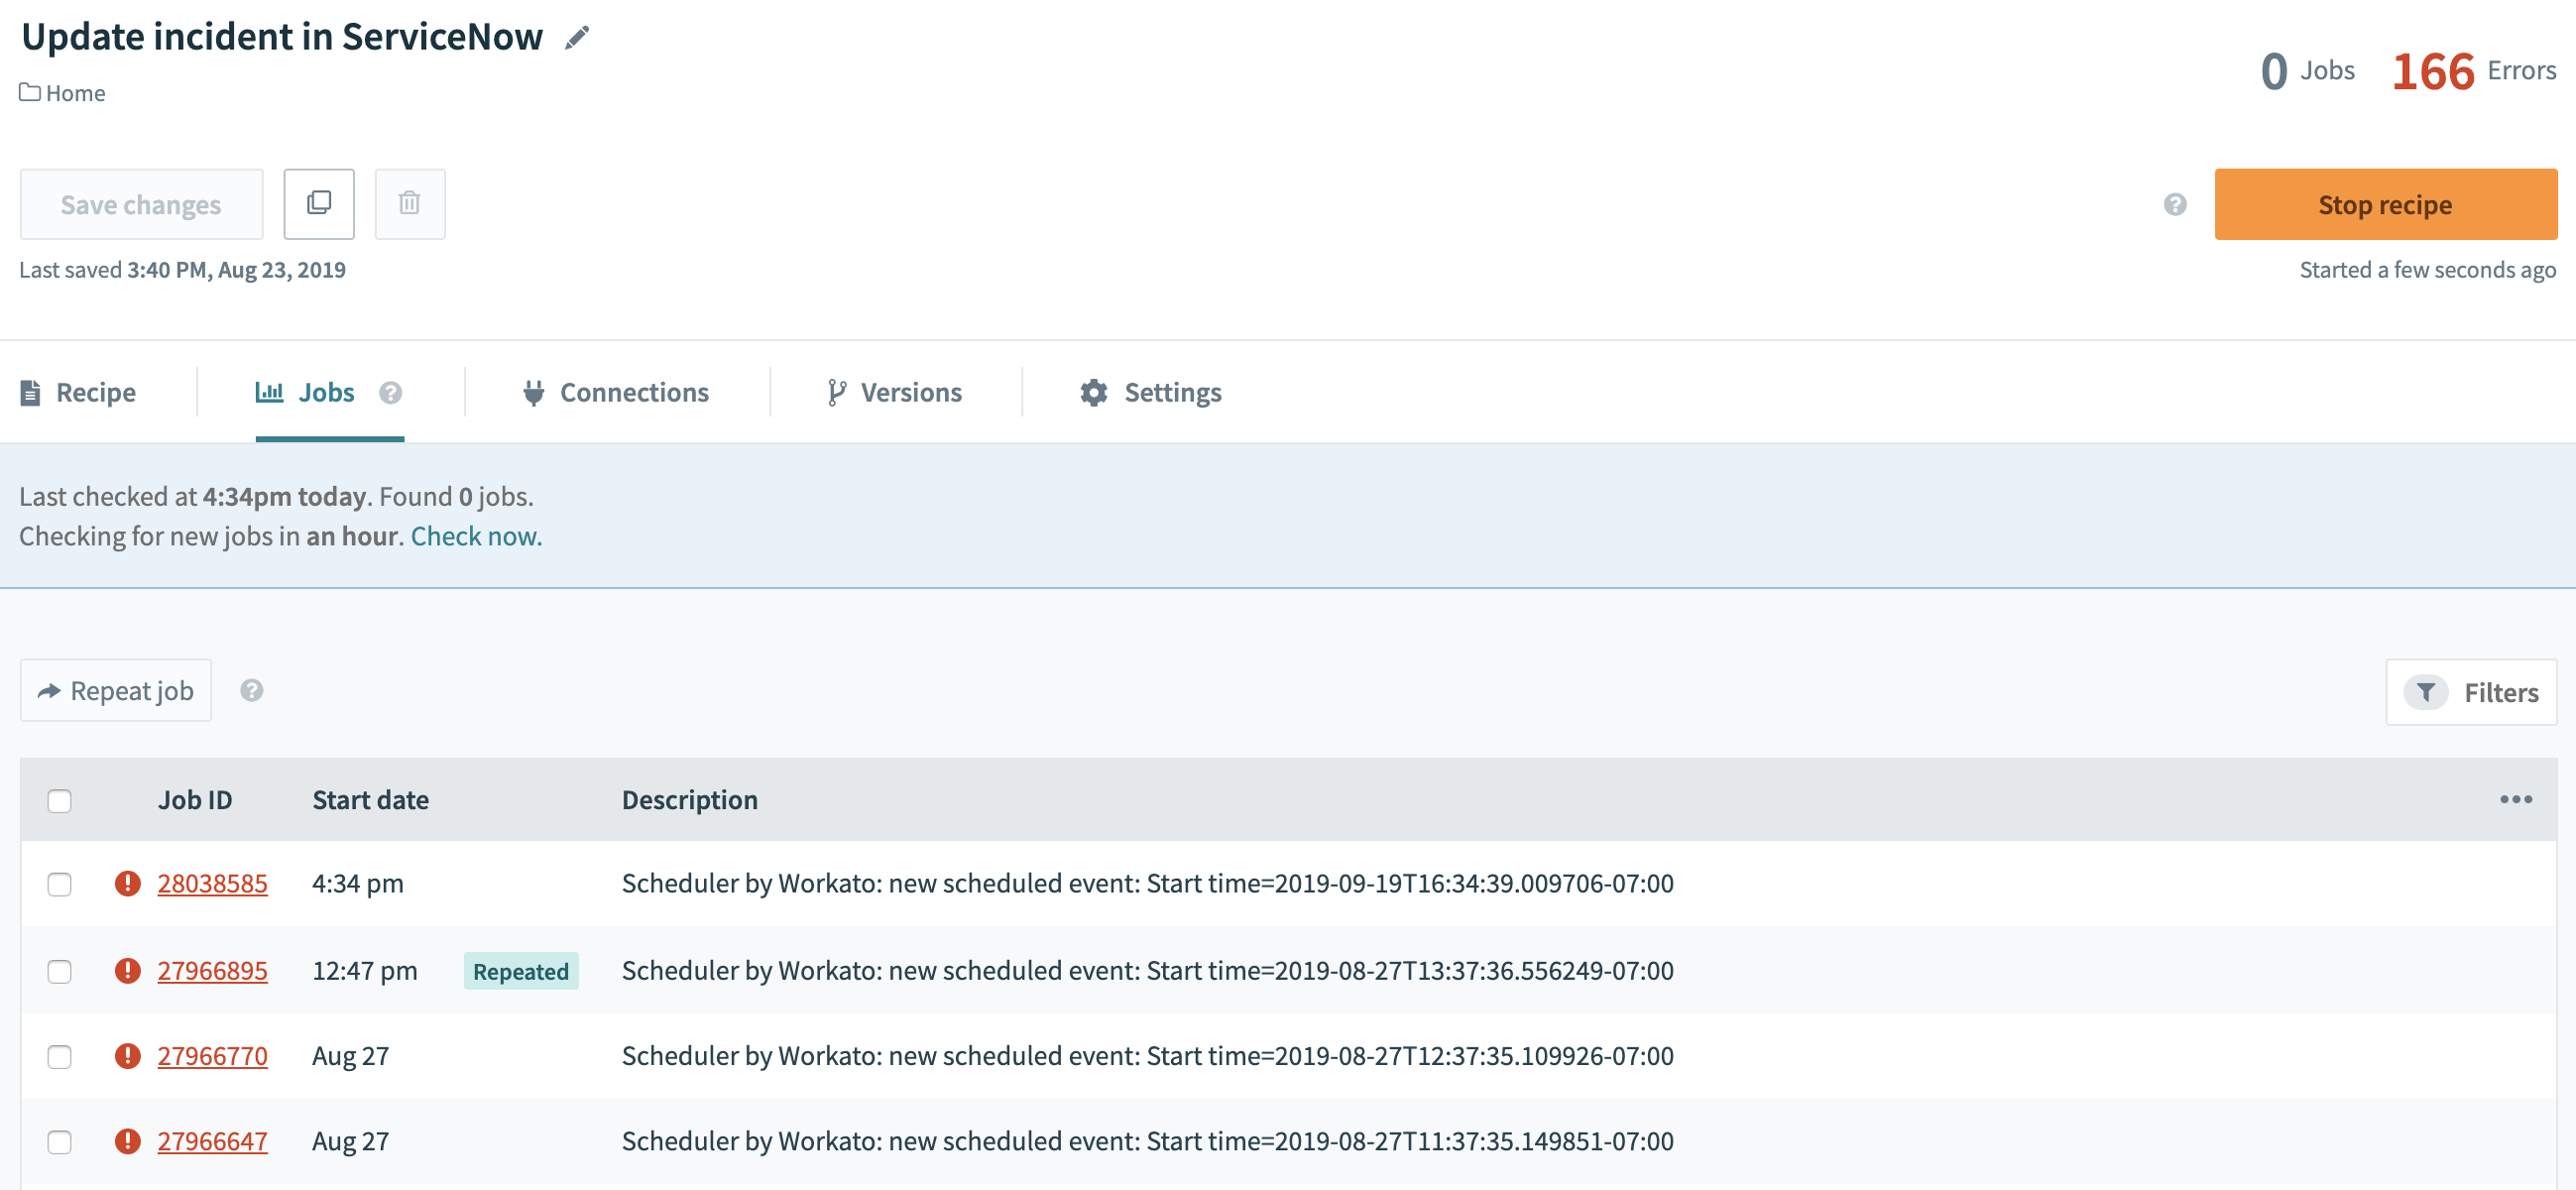 Update incident in ServiceNow
Home
0 Jobs 166 Errors
Save changes
? Stop recipe
Last saved 3:40 PM, Aug 23, 2019
Started a few seconds ago
Recipe Jobs ? Connections Versions Settings
Last checked at 4:34pm today. Found 0 jobs.
Checking for new jobs in an hour. Check now.
Repeat job ? Filters
Job ID Start date Description
28038585 4:34 pm Scheduler by Workato: new scheduled event: Start time=2019-09-19T16:34:39.009706-07:00
27966895 12:47 pm Repeated Scheduler by Workato: new scheduled event: Start time=2019-08-27T13:37:36.556249-07:00
27966770 Aug 27 Scheduler by Workato: new scheduled event: Start time=2019-08-27T12:37:35.109926-07:00
27966647 Aug 27 Scheduler by Workato: new scheduled event: Start time=2019-08-27T11:37:35.149851-07:00